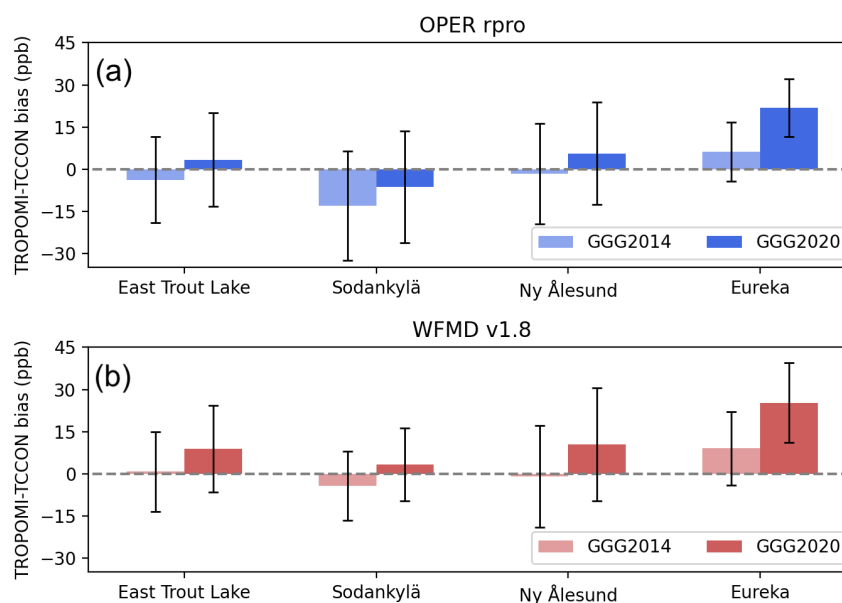 OPER rpro
(a)
TROPOMI-TCCON bias (ppb)
45
30
15
0
−15
−30
GGG2014 GGG2020
East Trout Lake Sodankylä Ny Ålesund Eureka
WFMD v1.8
(b)
TROPOMI-TCCON bias (ppb)
45
30
15
0
−15
−30
GGG2014 GGG2020
East Trout Lake Sodankylä Ny Ålesund Eureka